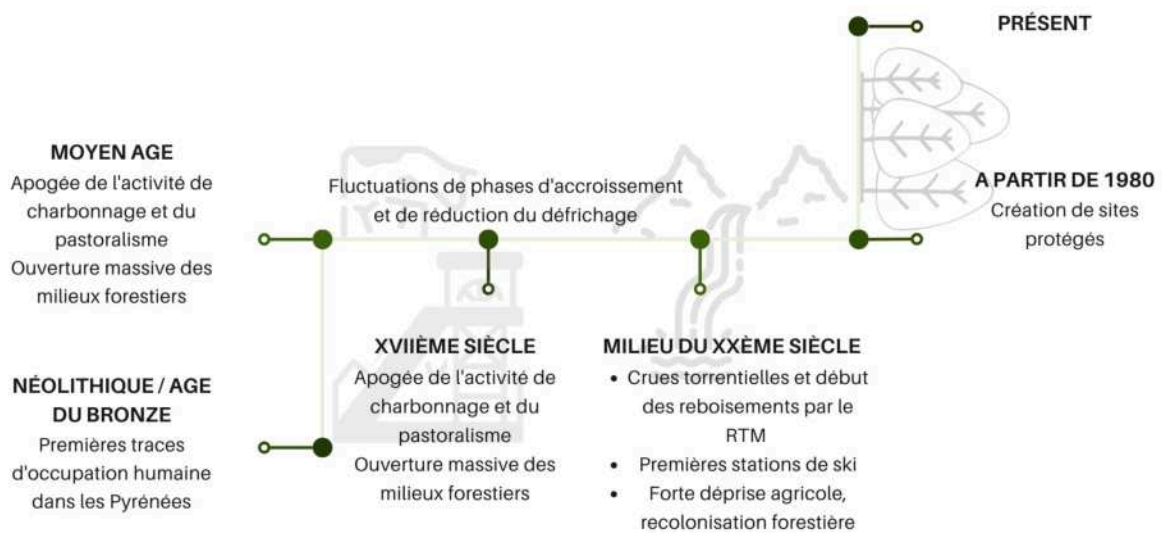 PRÉSENT
MOYEN AGE
Apogée de l'activité de
charbonnage et du
pastoralisme
Ouverture massive des
milieux forestiers
Fluctuations de phases d'accroissement
et de réduction du défrichage
A PARTIR DE 1980
Création de sites
protégés
NÉOLITHIQUE / AGE
DU BRONZE
Premières traces
d'occupation humaine
dans les Pyrénées
XVIIÈME SIÈCLE
Apogée de l'activité de
charbonnage et du
pastoralisme
Ouverture massive des
milieux forestiers
MILIEU DU XXÈME SIÈCLE
• Crues torrentielles et début
des reboisements par le
RTM
• Premières stations de ski
• Forte déprise agricole,
recolonisation forestière